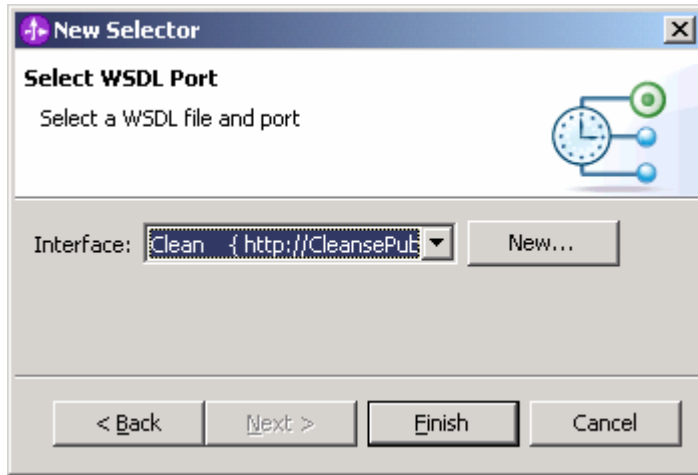 New Selector
Select WSDL Port
Select a WSDL file and port
Interface: Clean { http://CleansePub New...
< Back Next > Finish Cancel